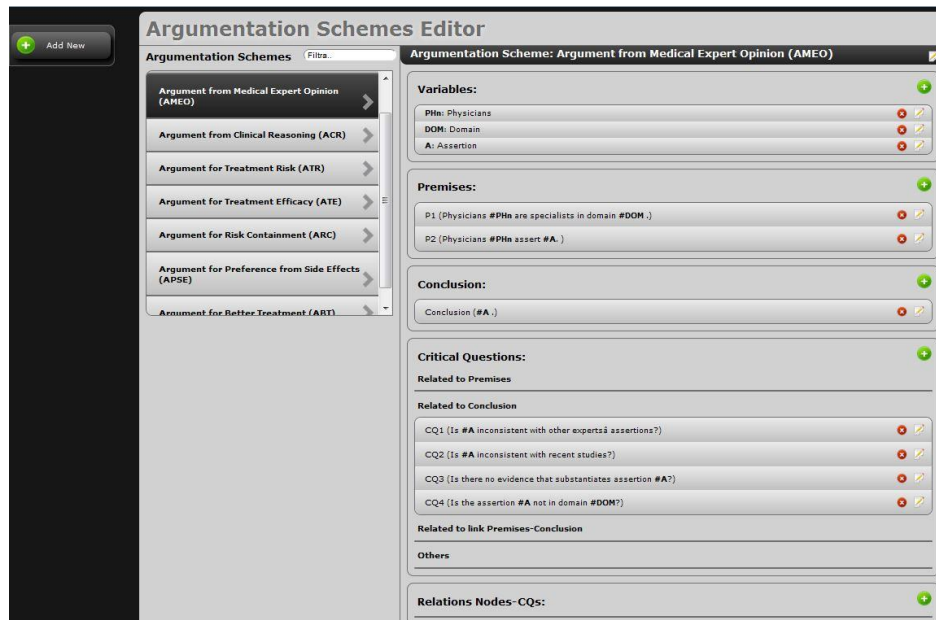 Argumentation Schemes Editor
Add New
Argumentation Schemes
Filtra..
Argument from Medical Expert Opinion
(AMEO)
Argument from Clinical Reasoning (ACR)
Argument for Treatment Risk (ATR)
Argument for Treatment Efficacy (ATE)
Argument for Risk Containment (ARC)
Argument for Preference from Side Effects
(APSE)
Argument for Better Treatment (ABT)
Argumentation Scheme: Argument from Medical Expert Opinion (AMEO)
Variables:
PHn: Physicians
DOM: Domain
A: Assertion
Premises:
P1 (Physicians #PHn are specialists in domain #DOM .)
P2 (Physicians #PHn assert #A. )
Conclusion:
Conclusion (#A .)
Critical Questions:
Related to Premises
Related to Conclusion
CQ1 (Is #A inconsistent with other expertsâ assertions?)
CQ2 (Is #A inconsistent with recent studies?)
CQ3 (Is there no evidence that substantiates assertion #A?)
CQ4 (Is the assertion #A not in domain #DOM?)
Related to link Premises-Conclusion
Others
Relations Nodes-CQs: